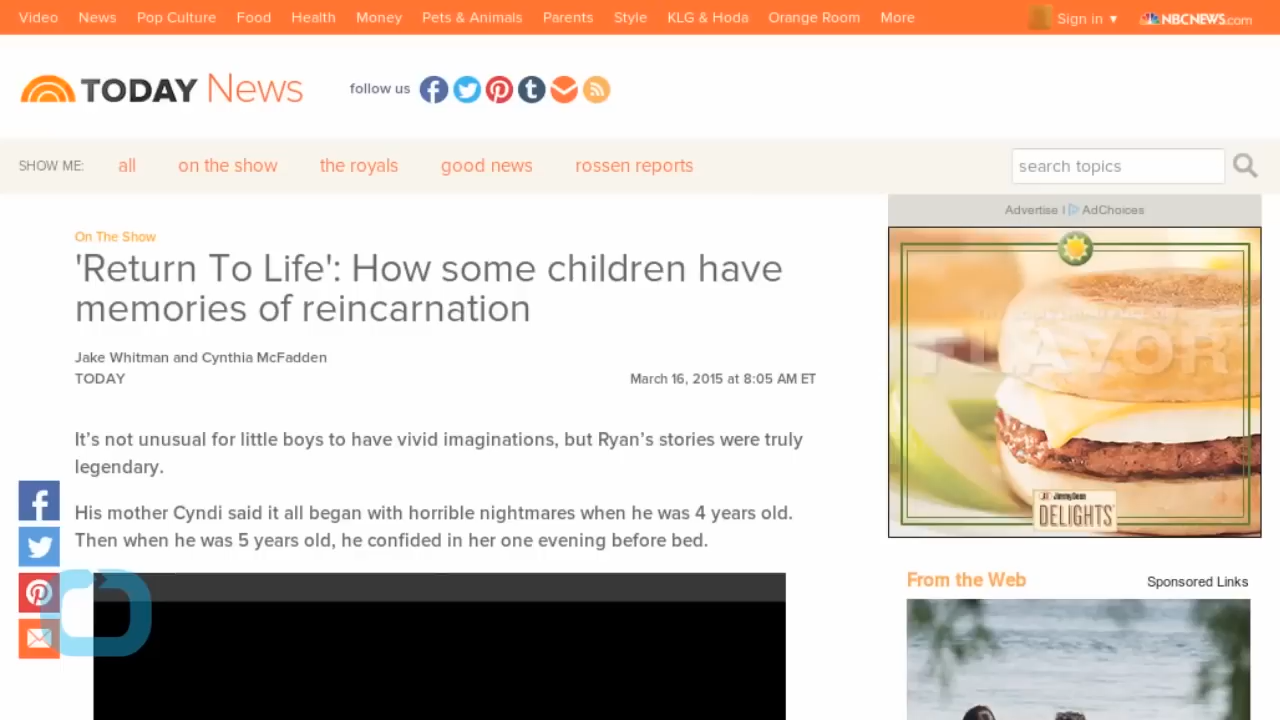 Video News Pop Culture Food Health Money Pets & Animals Parents Style KLG & Hoda Orange Room More Sign in ▼ NBCNEWS.com
TODAY News follow us
SHOW ME: all on the show the royals good news rossen reports search topics
Advertise | AdChoices
On The Show
'Return To Life': How some children have
memories of reincarnation
Jake Whitman and Cynthia McFadden
TODAY March 16, 2015 at 8:05 AM ET
It's not unusual for little boys to have vivid imaginations, but Ryan's stories were truly
legendary.
His mother Cyndi said it all began with horrible nightmares when he was 4 years old.
Then when he was 5 years old, he confided in her one evening before bed.
FLAVOR
Jimmy Dean
DELIGHTS
From the Web Sponsored Links